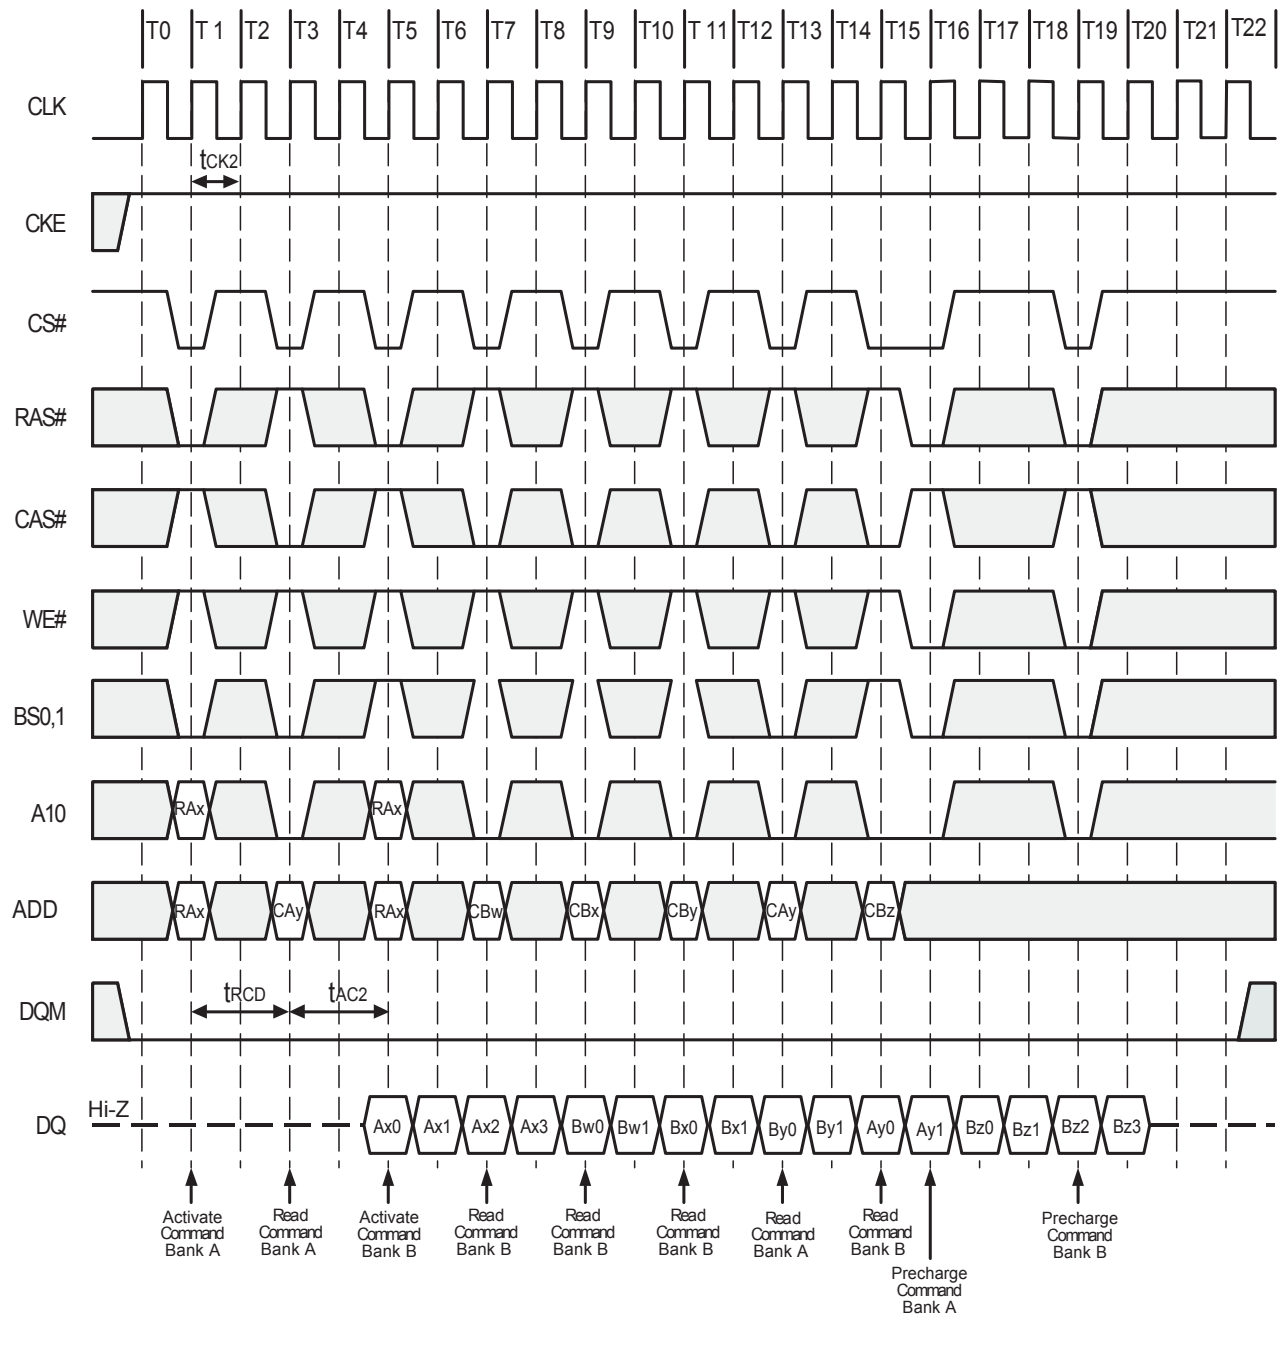 T0 T 1 T2 T3 T4 T5 T6 T7 T8 T9 T10 T 11 T12 T13 T14 T15 T16 T17 T18 T19 T20 T21 T22
CLK
tCK2
CKE
CS#
RAS#
CAS#
WE#
BS0,1
A10 RAx RAx
ADD RAx CAy RAx CBw CBx CBy CAy CBz
DQM tRCD tAC2
Hi-Z
DQ Ax0 Ax1 Ax2 Ax3 Bw0 Bw1 Bx0 Bx1 By0 By1 Ay0 Ay1 Bz0 Bz1 Bz2 Bz3
Activate
Command
Bank A
Read
Command
Bank A
Activate
Command
Bank B
Read
Command
Bank B
Read
Command
Bank B
Read
Command
Bank B
Read
Command
Bank A
Read
Command
Bank B
Precharge
Command
Bank A
Precharge
Command
Bank B